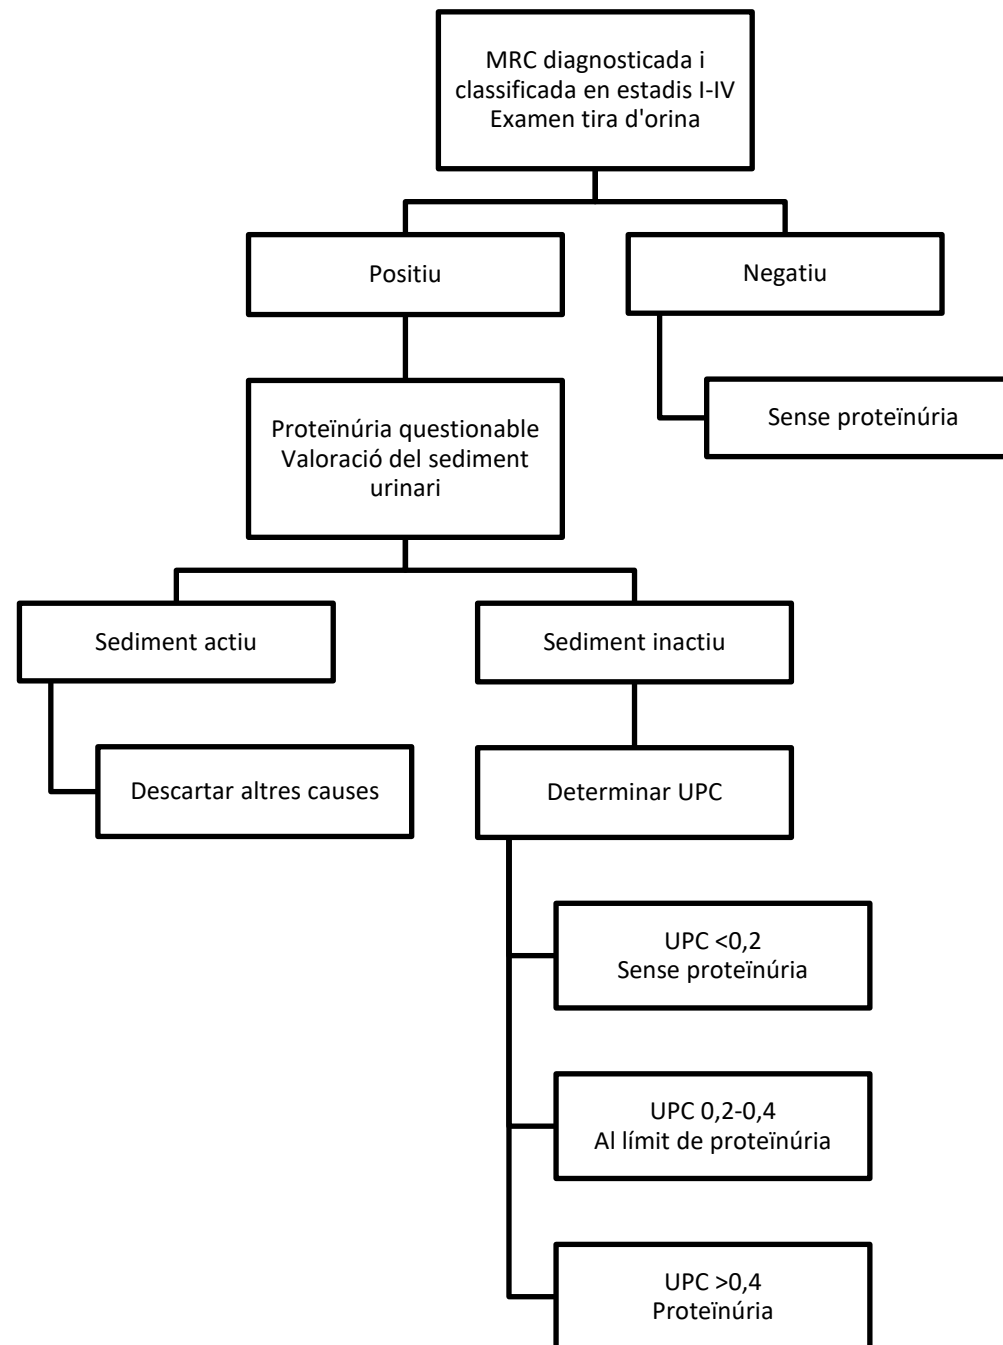 MRC diagnosticada i
classificada en estadis I-IV
Examen tira d'orina
Positiu
Negatiu
Sense proteïnúria
Proteïnúria questionable
Valoració del sediment
urinari
Sediment actiu
Sediment inactiu
Descartar altres causes
Determinar UPC
UPC <0,2
Sense proteïnúria
UPC 0,2-0,4
Al límit de proteïnúria
UPC >0,4
Proteïnúria